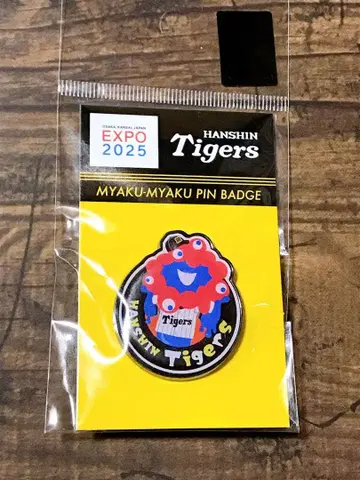 OSAKA, KANSAI, JAPAN
EXPO
2025
HANSHIN
Tigers
MYAKU-MYAKU PIN BADGE
Tigers
HANSHIN Tigers